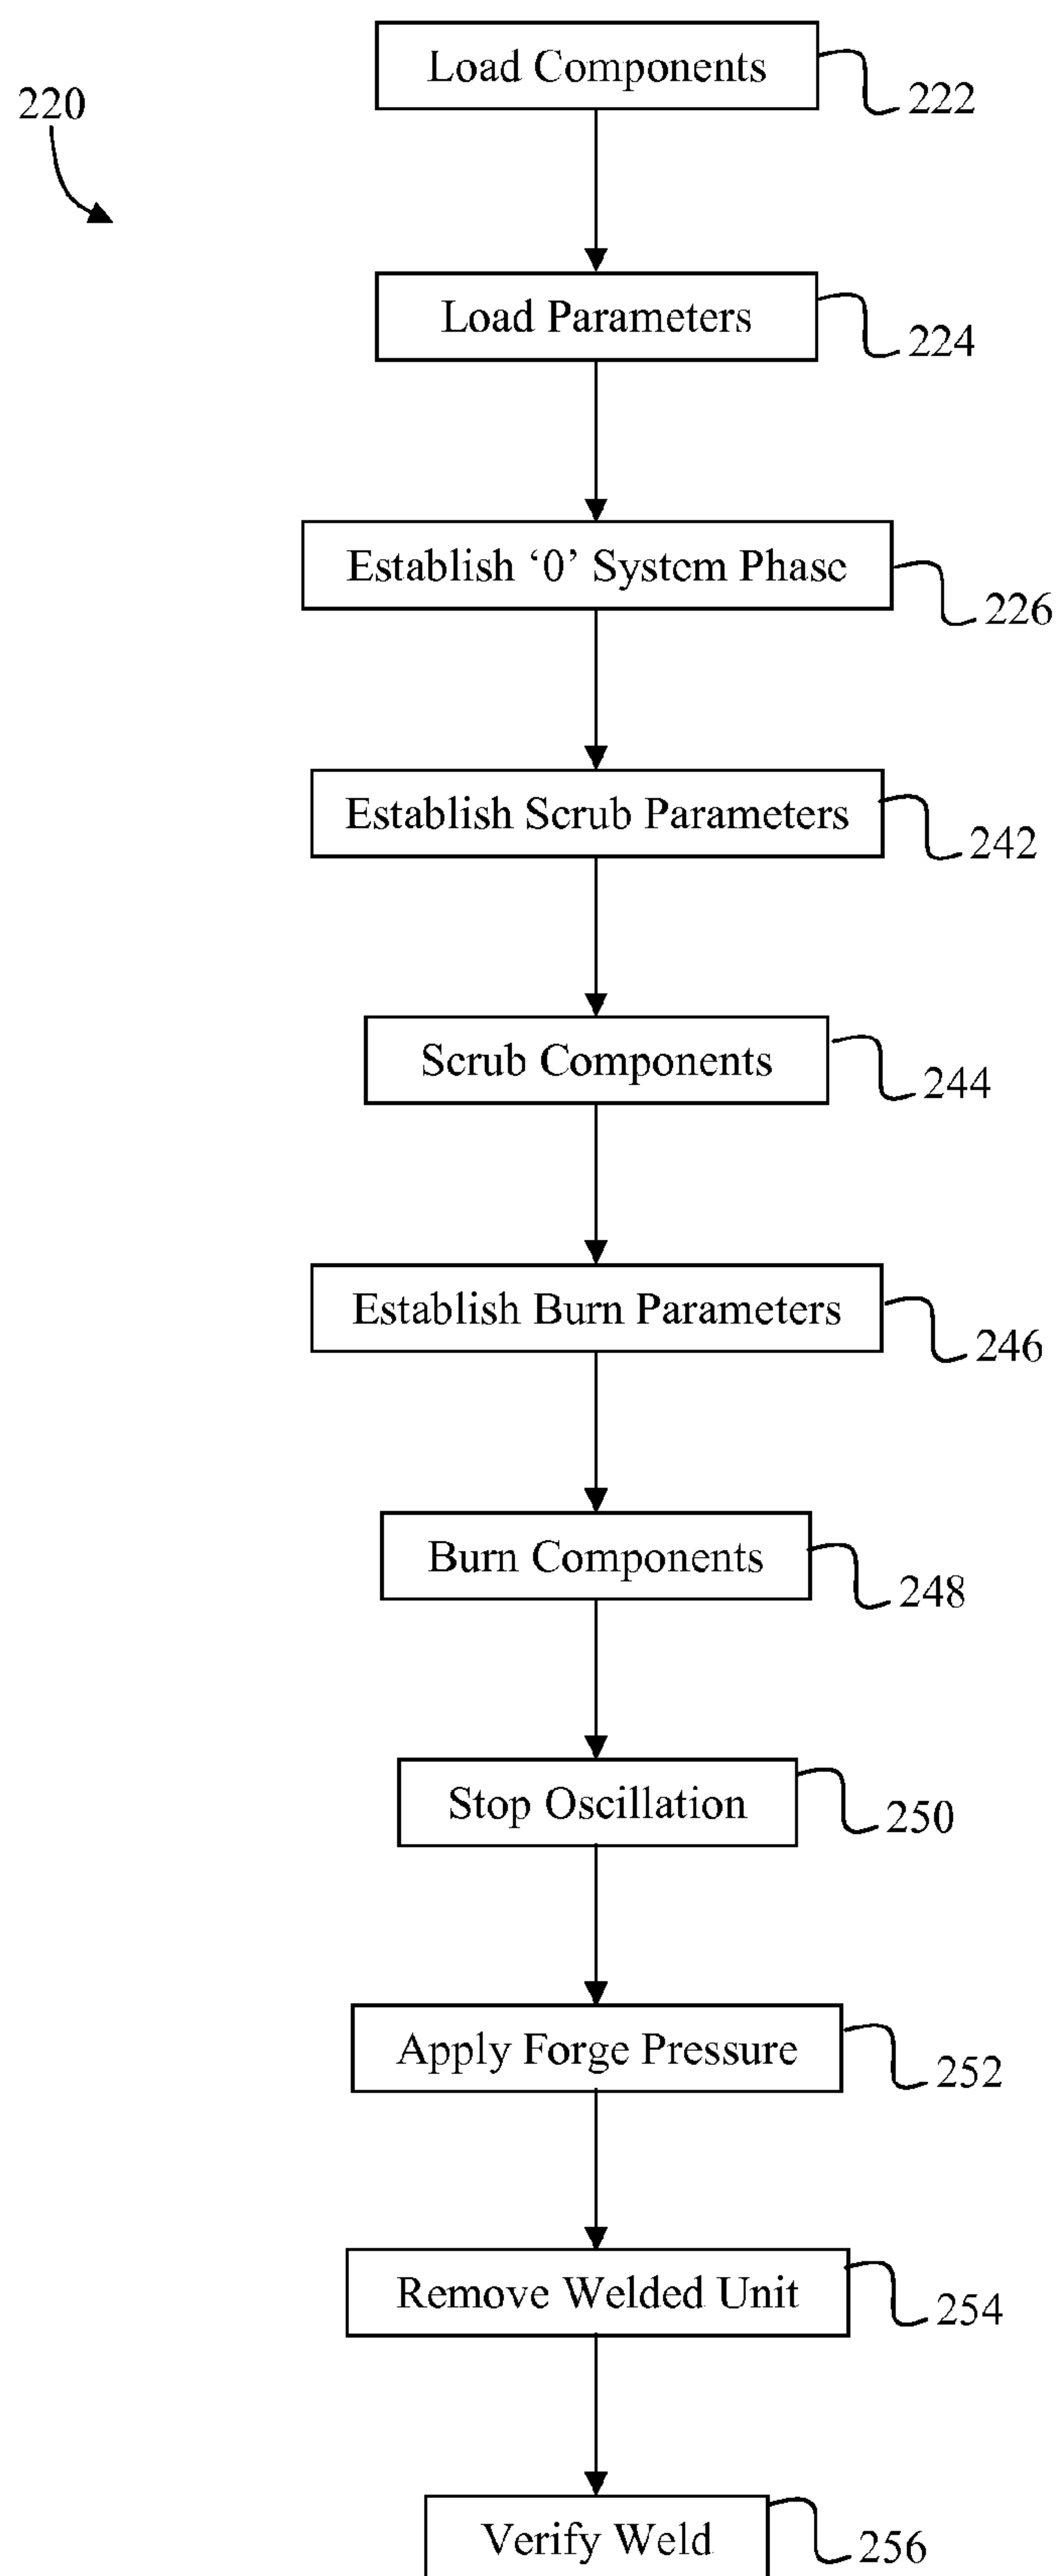 220
Load Components
222
Load Parameters
224
Establish ‘0’ System Phase
226
Establish Scrub Parameters
242
Scrub Components
244
Establish Burn Parameters
246
Burn Components
248
Stop Oscillation
250
Apply Forge Pressure
252
Remove Welded Unit
254
Verify Weld
256